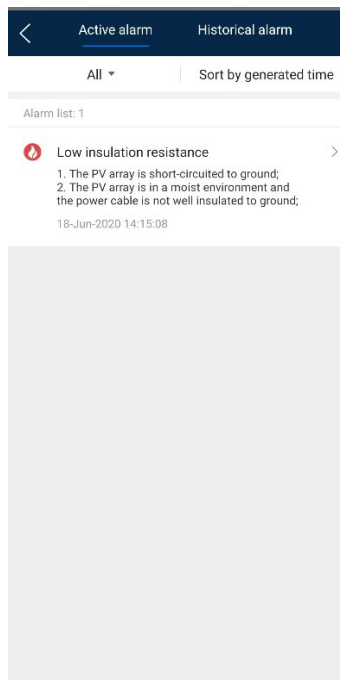 Active alarm Historical alarm
All Sort by generated time
Alarm list: 1
Low insulation resistance
1. The PV array is short-circuited to ground;
2. The PV array is in a moist environment and
the power cable is not well insulated to ground;
18-Jun-2020 14:15:08